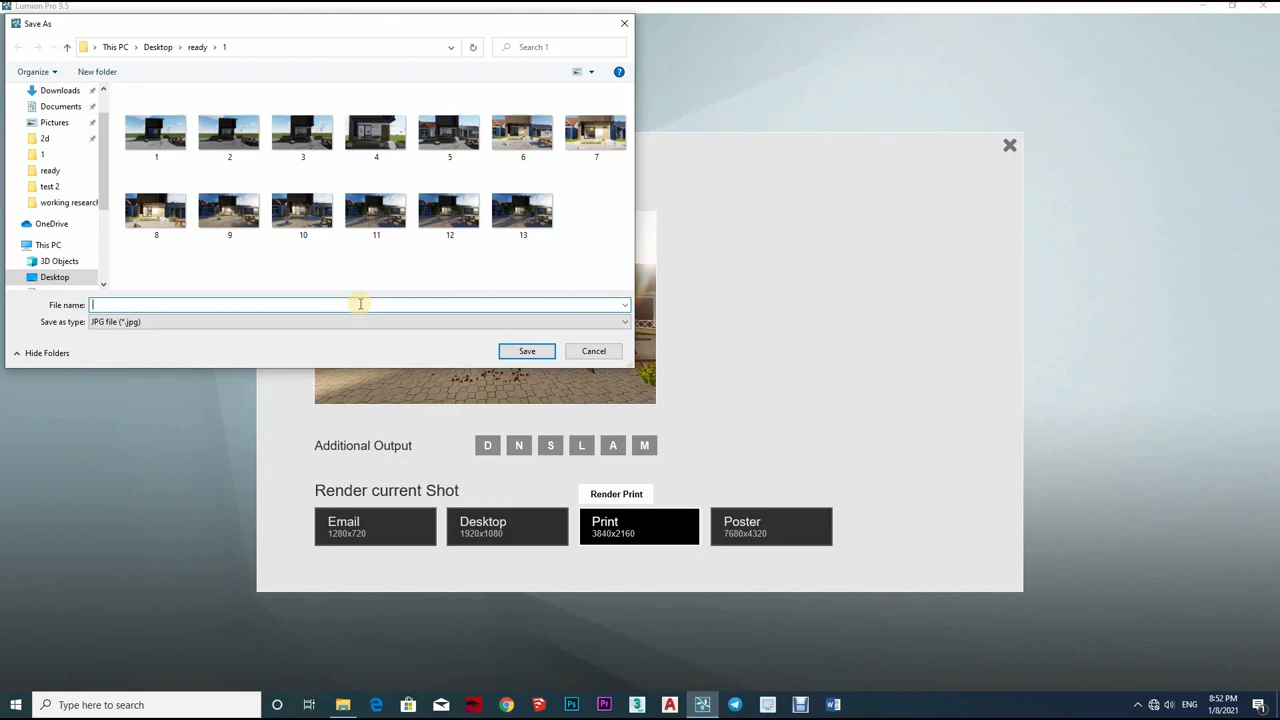 Lumion Pro 9.5
Save As
This PC
Desktop
ready
1
Search 1
Organize
New folder
Downloads
Documents
Pictures
2d
1
ready
test 2
working researc
OneDrive
This PC
3D Objects
Desktop
1
2
3
4
5
6
7
8
9
10
11
12
13
File name:
Save as type:
JPG file (*.jpg)
Hide Folders
Save
Cancel
Additional Output
D
N
S
L
A
M
Render current Shot
Render Print
Email
1280x720
Desktop
1920x1080
Print
3840x2160
Poster
7680x4320
Type here to search
ENG
8:52 PM
1/8/2021